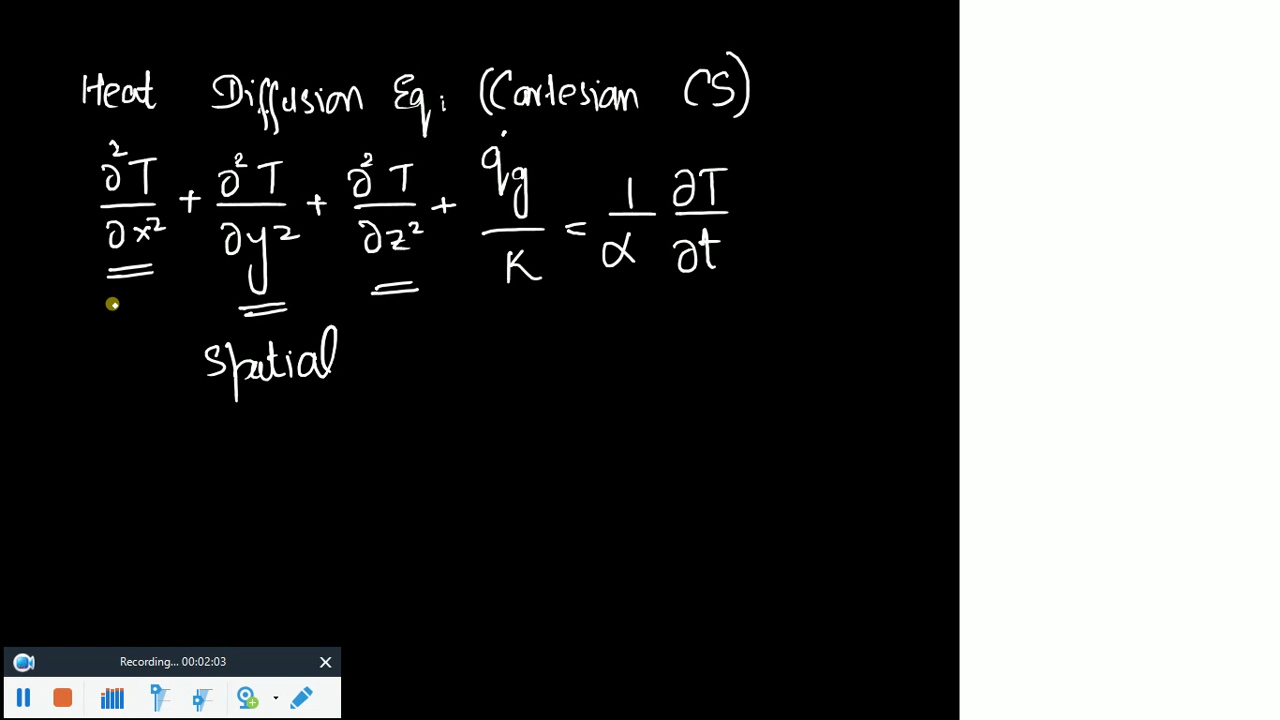 Heat Diffusion Eq: (Cartesian CS)
∂²T/∂x² + ∂²T/∂y² + ∂²T/∂z² + q̇g/K = 1/α ∂T/∂t
Spatial
Recording... 00:02:03